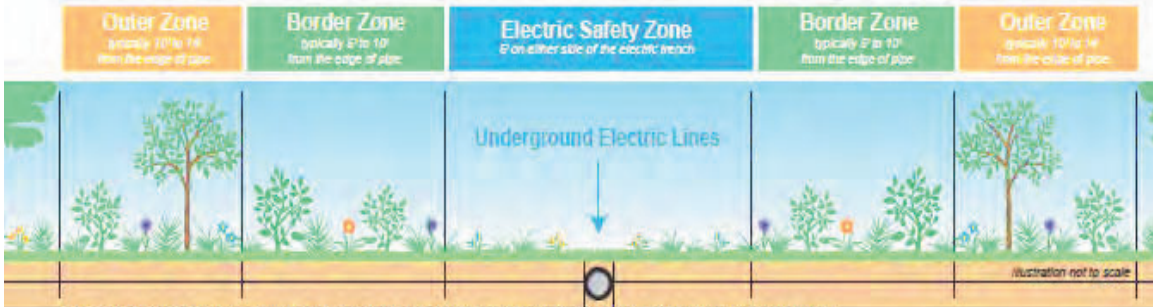 Outer Zone
typically 10' to
from the edge of pipe
Border Zone
typically 5' to 10'
from the edge of pipe
Electric Safety Zone
5' on either side of the electric trench
Border Zone
typically 5' to 10'
from the edge of pipe
Outer Zone
typically 10' to
from the edge of pipe
Underground Electric Lines
illustration not to scale